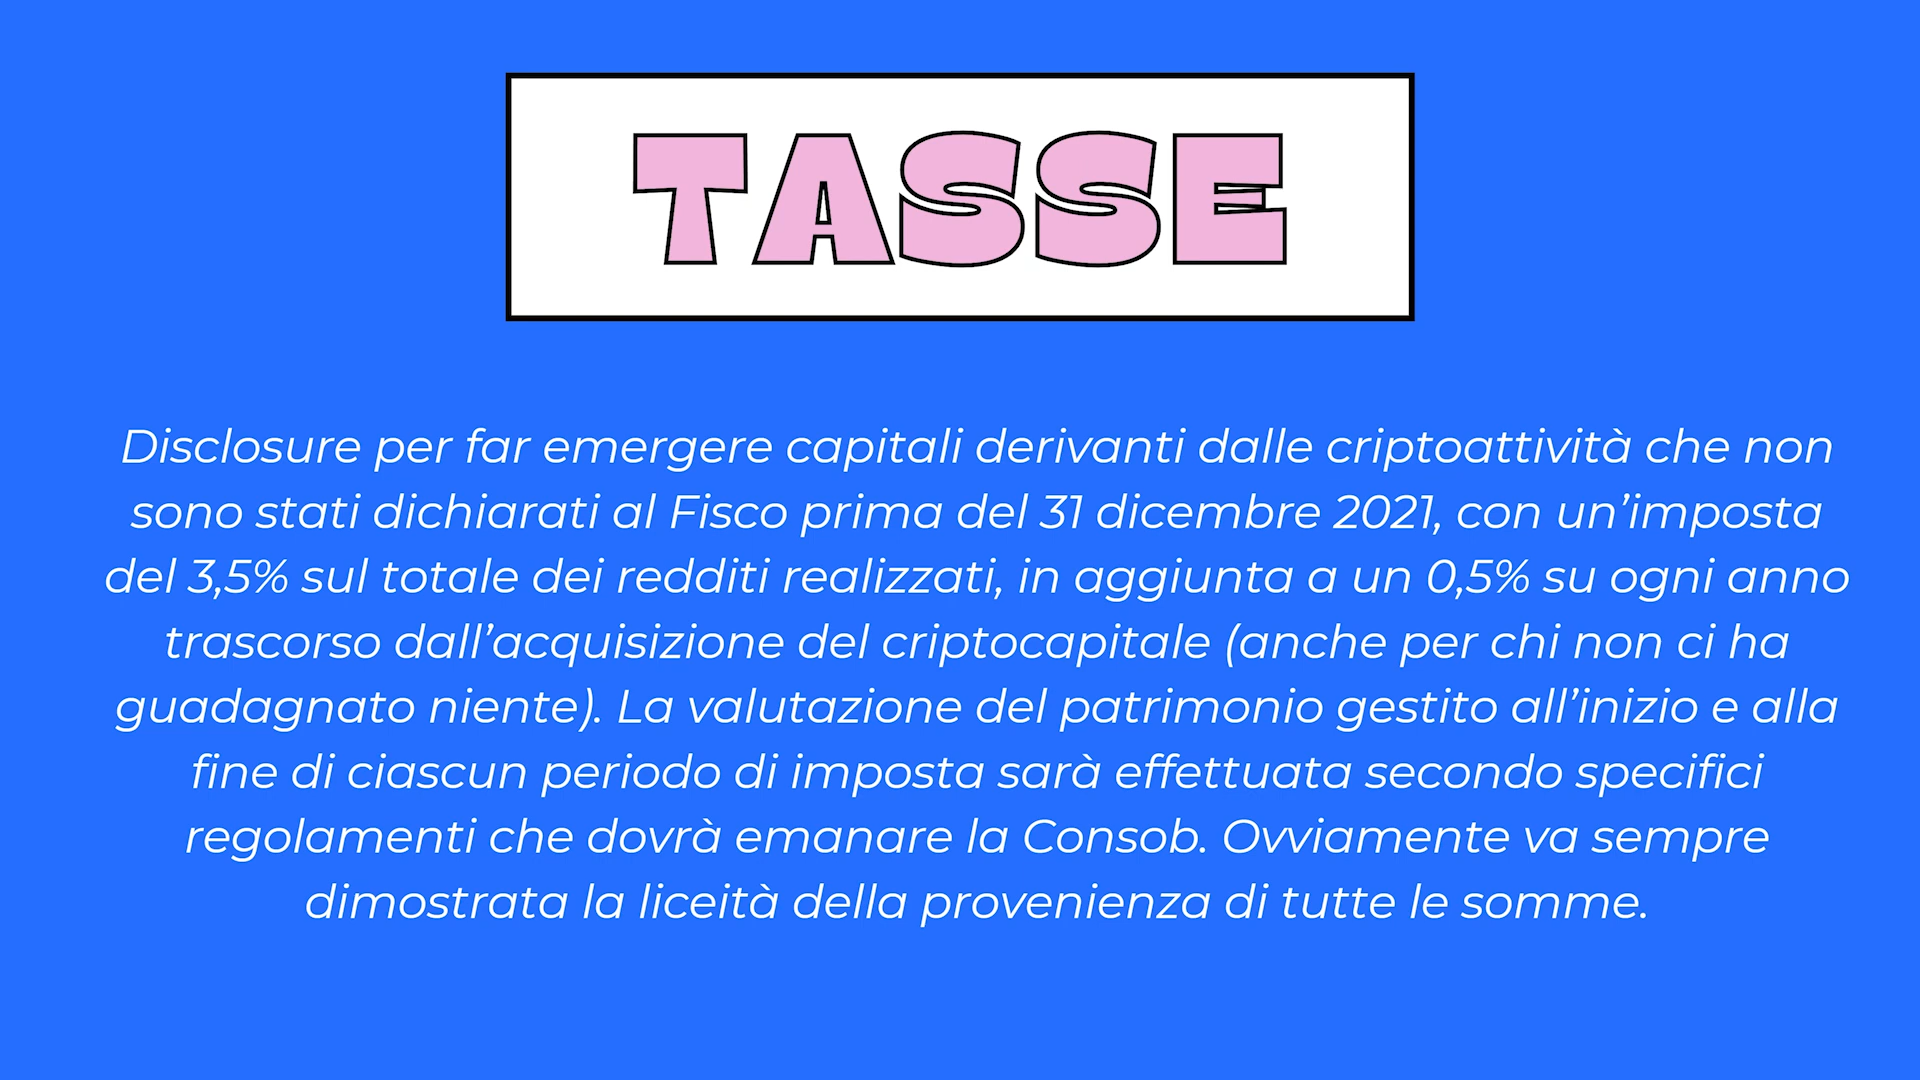 TASSE
Disclosure per far emergere capitali derivanti dalle criptoattività che non
sono stati dichiarati al Fisco prima del 31 dicembre 2021, con un’imposta
del 3,5% sul totale dei redditi realizzati, in aggiunta a un 0,5% su ogni anno
trascorso dall’acquisizione del criptocapitale (anche per chi non ci ha
guadagnato niente). La valutazione del patrimonio gestito all’inizio e alla
fine di ciascun periodo di imposta sarà effettuata secondo specifici
regolamenti che dovrà emanare la Consob. Ovviamente va sempre
dimostrata la liceità della provenienza di tutte le somme.